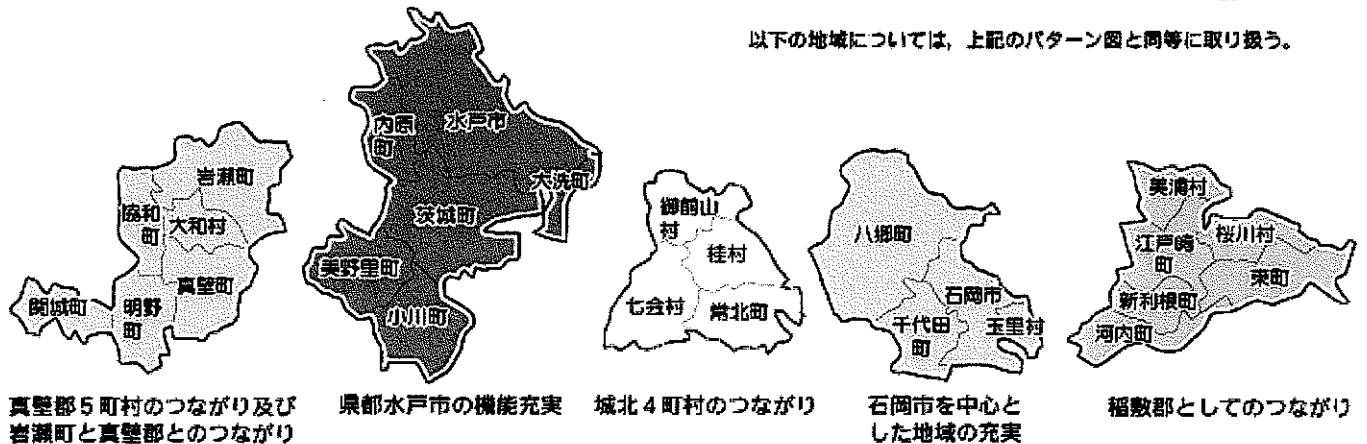 以下の地域については，上記のパターン図と同等に取り扱う。
岩瀬町
協和
町
大和村
真壁町
関城町
明野
町
真壁郡５町村のつながり及び
岩瀬町と真壁郡とのつながり
内原
町
水戸市
大洗町
茨城町
美野里町
小川町
県都水戸市の機能充実
御前山
村
桂村
七会村
常北町
城北４町村のつながり
八郷町
石岡市
千代田
町
玉里村
石岡市を中心と
した地域の充実
美浦村
江戸崎
町
桜川村
東町
新利根町
河内町
稲敷郡としてのつながり